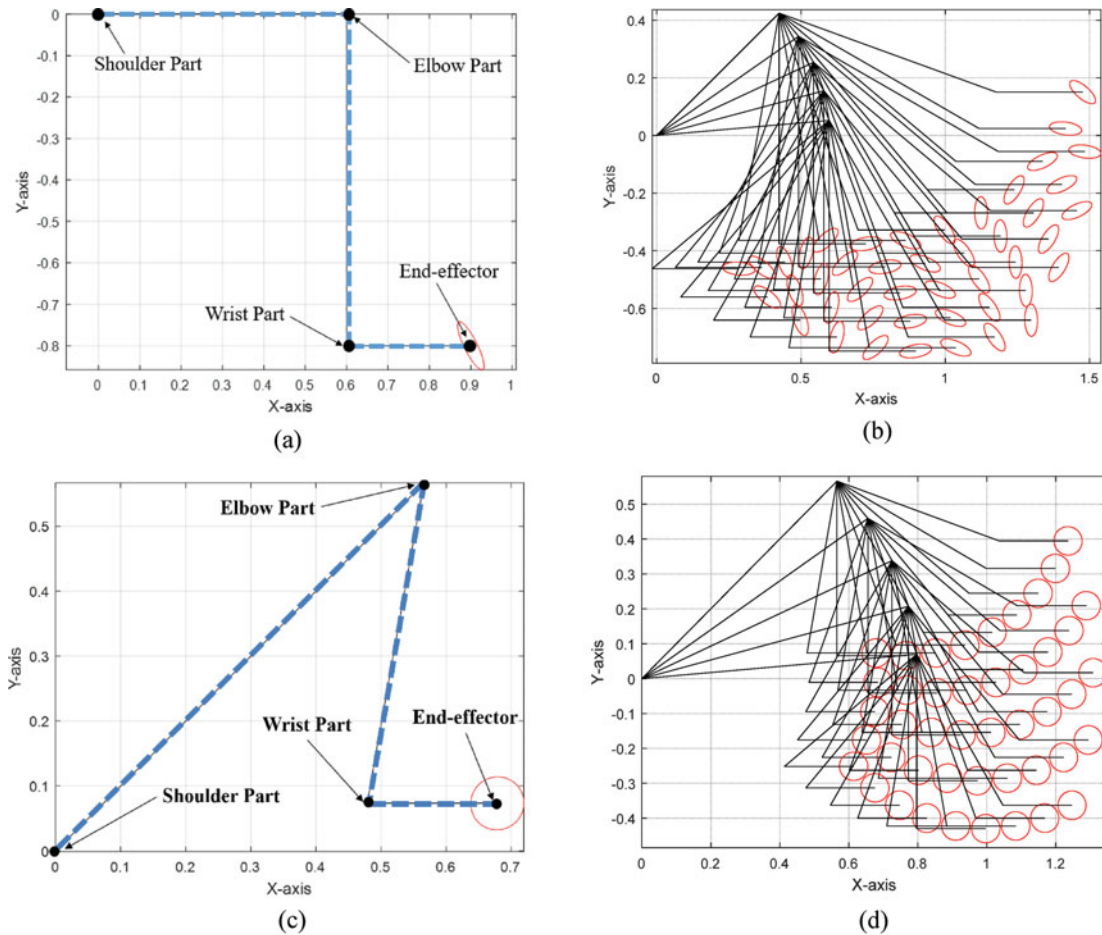 0
-0.1
-0.2
-0.3
-0.4
-0.5
-0.6
-0.7
-0.8
Y-axis
Shoulder Part
Elbow Part
End-effector
Wrist Part
0 0.1 0.2 0.3 0.4 0.5 0.6 0.7 0.8 0.9 1
X-axis
(a)
0.4
0.2
0
-0.2
-0.4
-0.6
Y-axis
0 0.5 1 1.5
X-axis
(b)
0.5
0.4
0.3
0.2
0.1
0
Y-axis
Elbow Part
Wrist Part
End-effector
Shoulder Part
0 0.1 0.2 0.3 0.4 0.5 0.6 0.7
X-axis
(c)
0.5
0.4
0.3
0.2
0.1
0
-0.1
-0.2
-0.3
-0.4
Y-axis
0 0.2 0.4 0.6 0.8 1 1.2
X-axis
(d)